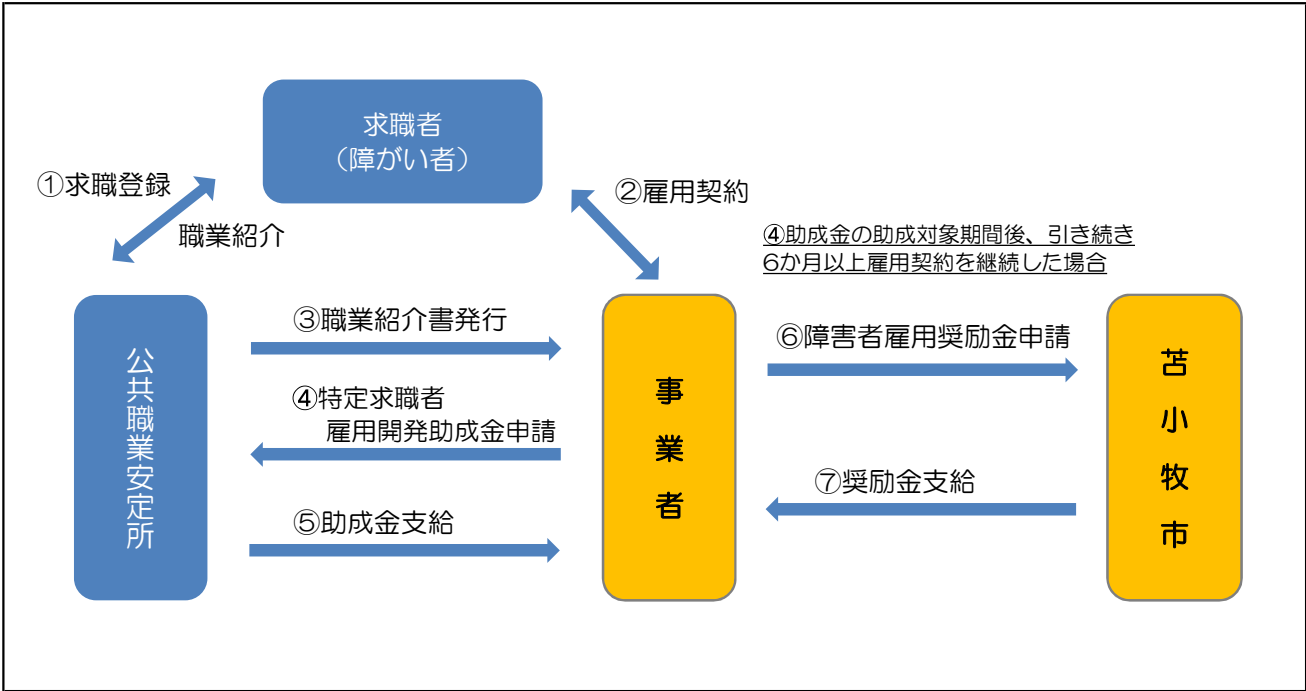 求職者
(障がい者)
①求職登録
職業紹介
②雇用契約
④助成金の助成対象期間後、引き続き
6か月以上雇用契約を継続した場合
公共職業安定所
③職業紹介書発行
④特定求職者
雇用開発助成金申請
⑤助成金支給
事業者
⑥障害者雇用奨励金申請
⑦奨励金支給
苫小牧市